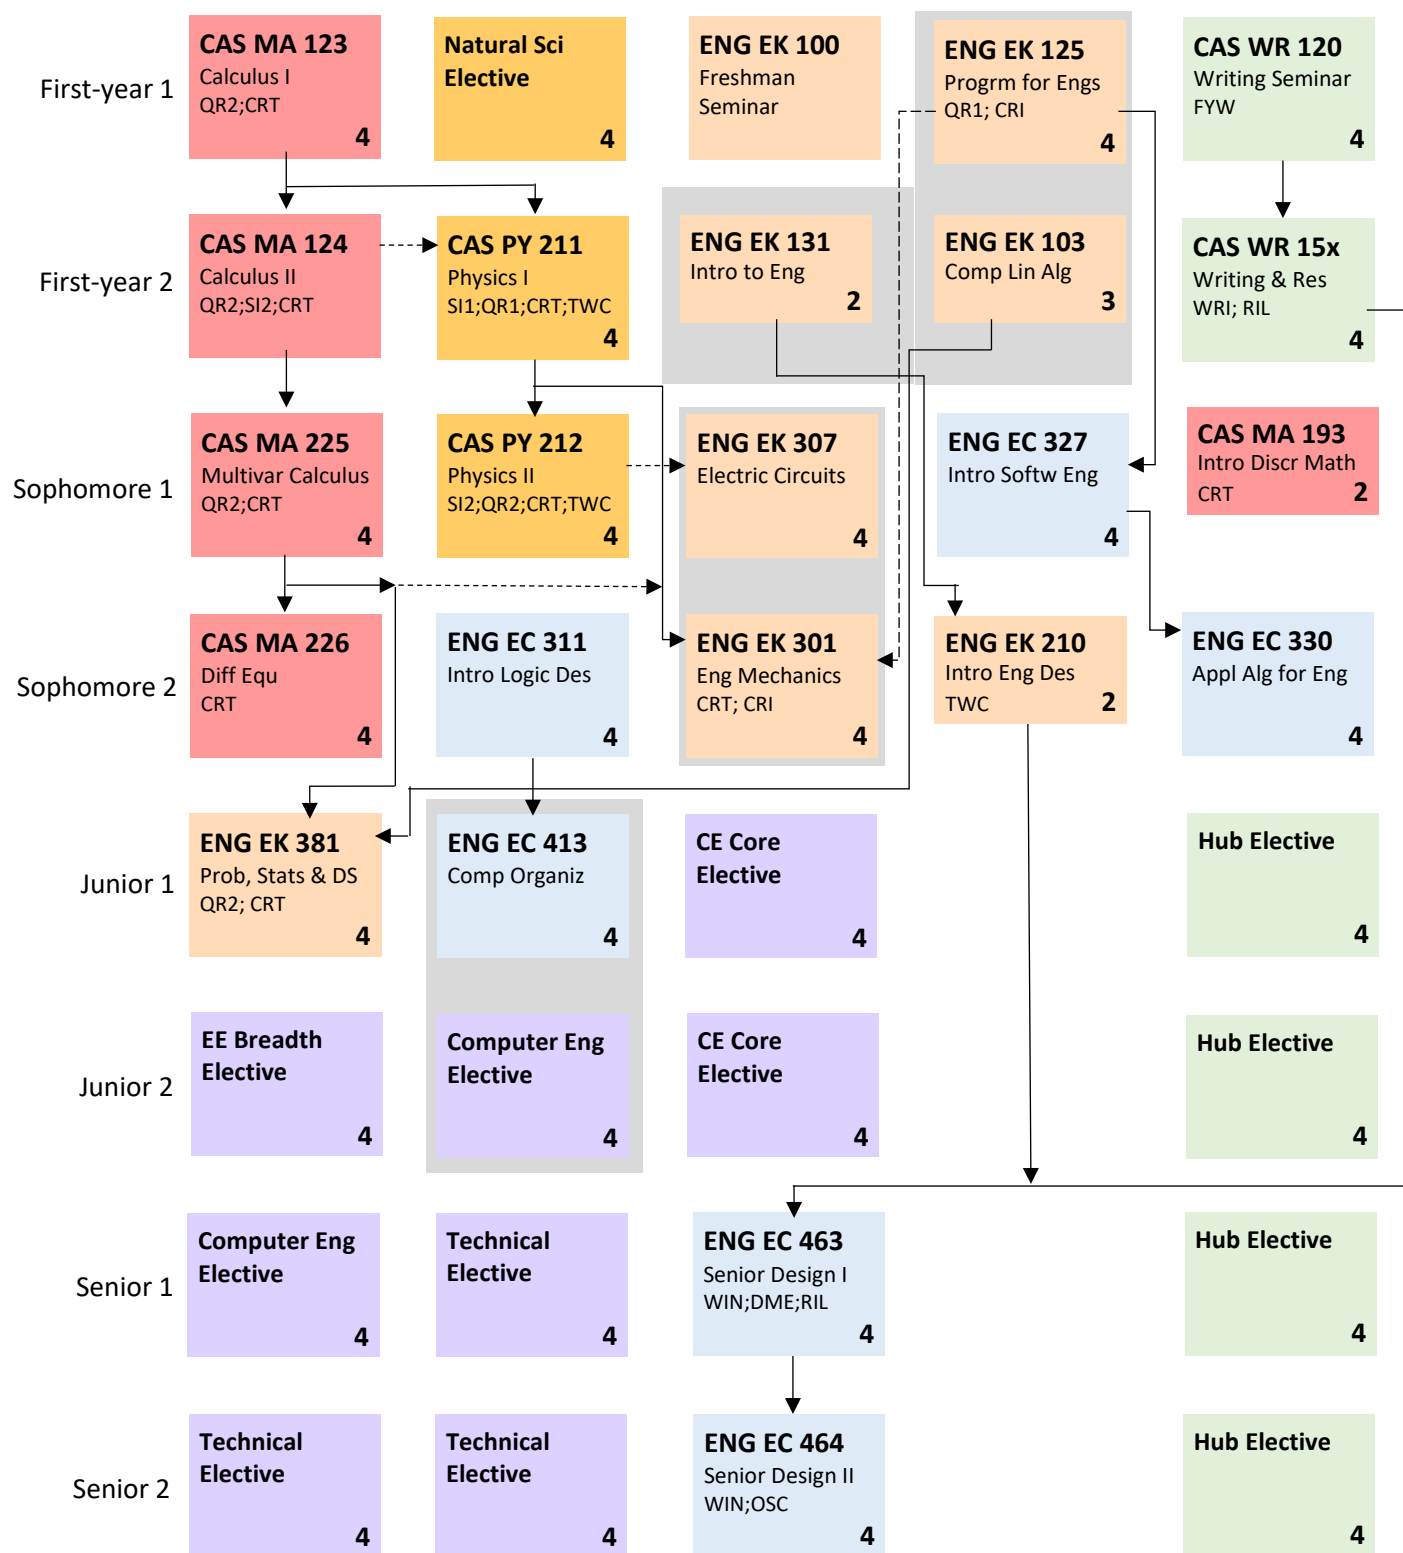 First-year 1
CAS MA 123
Calculus I
QR2;CRT
4
Natural Sci
Elective
4
ENG EK 100
Freshman
Seminar
ENG EK 125
Progrm for Engs
QR1; CRI
4
CAS WR 120
Writing Seminar
FYW
4
First-year 2
CAS MA 124
Calculus II
QR2;SI2;CRT
4
CAS PY 211
Physics I
SI1;QR1;CRT;TWC
4
ENG EK 131
Intro to Eng
2
ENG EK 103
Comp Lin Alg
3
CAS WR 15x
Writing & Res
WRI; RIL
4
Sophomore 1
CAS MA 225
Multivar Calculus
QR2;CRT
4
CAS PY 212
Physics II
SI2;QR2;CRT;TWC
4
ENG EK 307
Electric Circuits
4
ENG EC 327
Intro Softw Eng
4
CAS MA 193
Intro Discr Math
CRT
2
Sophomore 2
CAS MA 226
Diff Equ
CRT
4
ENG EC 311
Intro Logic Des
4
ENG EK 301
Eng Mechanics
CRT; CRI
4
ENG EK 210
Intro Eng Des
TWC
2
ENG EC 330
Appl Alg for Eng
4
Junior 1
ENG EK 381
Prob, Stats & DS
QR2; CRT
4
ENG EC 413
Comp Organiz
4
CE Core
Elective
4
Hub Elective
4
Junior 2
EE Breadth
Elective
4
Computer Eng
Elective
4
CE Core
Elective
4
Hub Elective
4
Senior 1
Computer Eng
Elective
4
Technical
Elective
4
ENG EC 463
Senior Design I
WIN;DME;RIL
4
Hub Elective
4
Senior 2
Technical
Elective
4
Technical
Elective
4
ENG EC 464
Senior Design II
WIN;OSC
4
Hub Elective
4